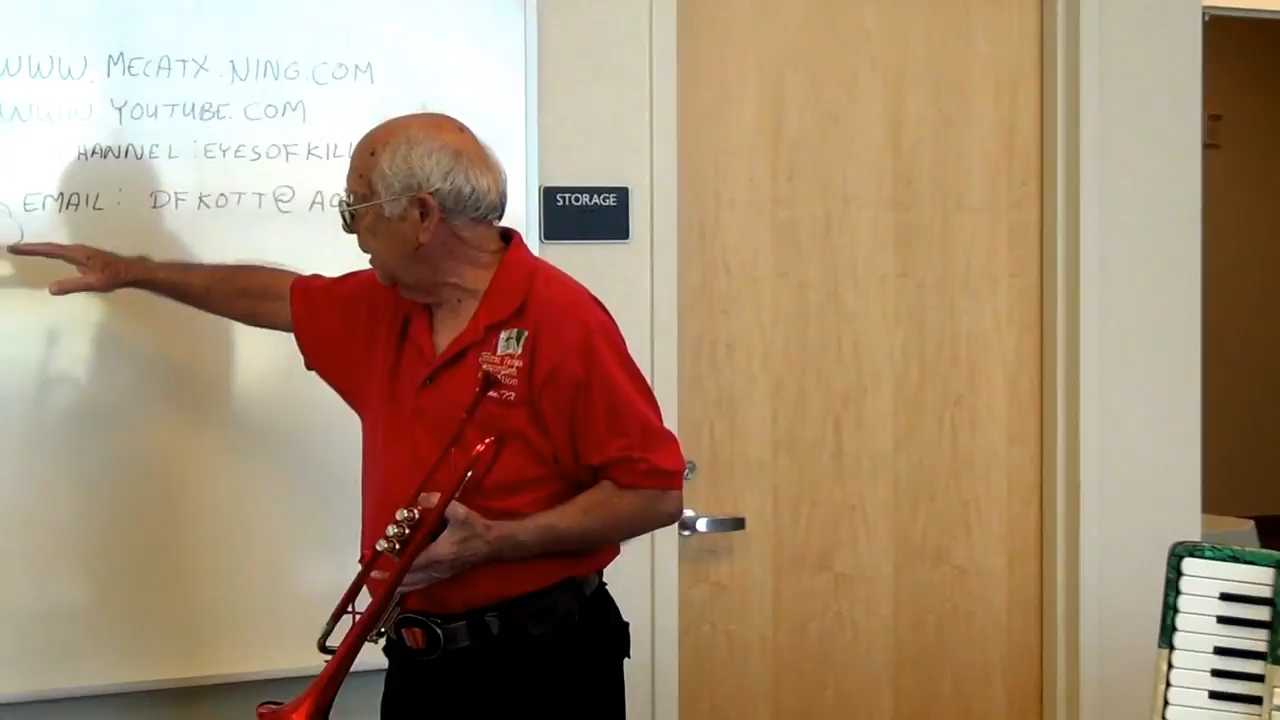 WWW. MECATX.NING.COM
WWW. YOUTUBE.COM
HANNEL : EYESOFKILL
EMAIL : DFKOTT@ AO
STORAGE